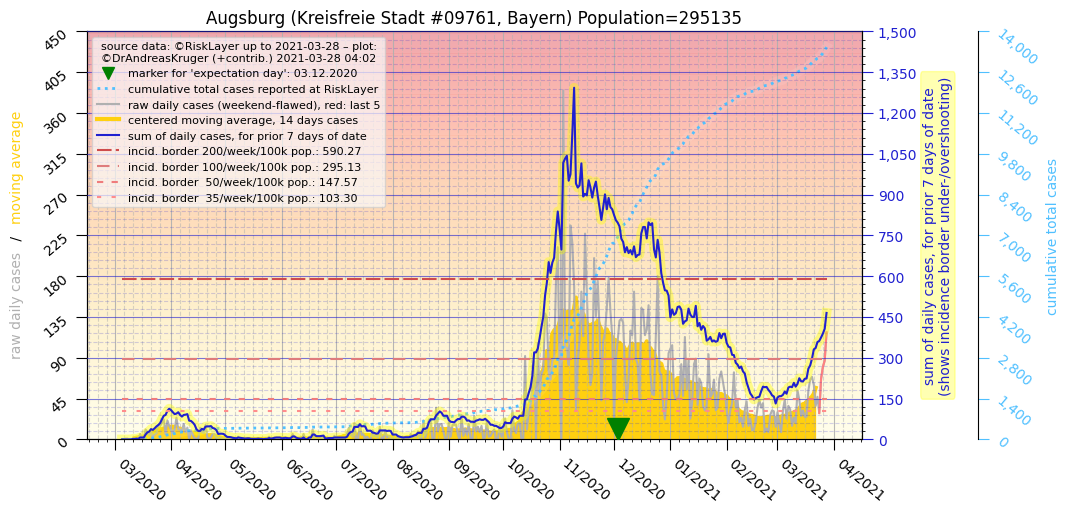 Augsburg (Kreisfreie Stadt #09761, Bayern) Population=295135
source data: ©RiskLayer up to 2021-03-28 – plot:
©DrAndreasKruger (+contrib.) 2021-03-28 04:02
marker for 'expectation day': 03.12.2020
cumulative total cases reported at RiskLayer
raw daily cases (weekend-flawed), red: last 5
centered moving average, 14 days cases
sum of daily cases, for prior 7 days of date
incid. border 200/week/100k pop.: 590.27
incid. border 100/week/100k pop.: 295.13
incid. border  50/week/100k pop.: 147.57
incid. border  35/week/100k pop.: 103.30
raw daily cases / moving average
450
405
360
315
270
225
180
135
90
45
0
03/2020
04/2020
05/2020
06/2020
07/2020
08/2020
09/2020
10/2020
11/2020
12/2020
01/2021
02/2021
03/2021
04/2021
1,500
1,350
1,200
1,050
900
750
600
450
300
150
0
sum of daily cases, for prior 7 days of date
(shows incidence border under-/overshooting)
14,000
12,600
11,200
9,800
8,400
7,000
5,600
4,200
2,800
1,400
0
cumulative total cases